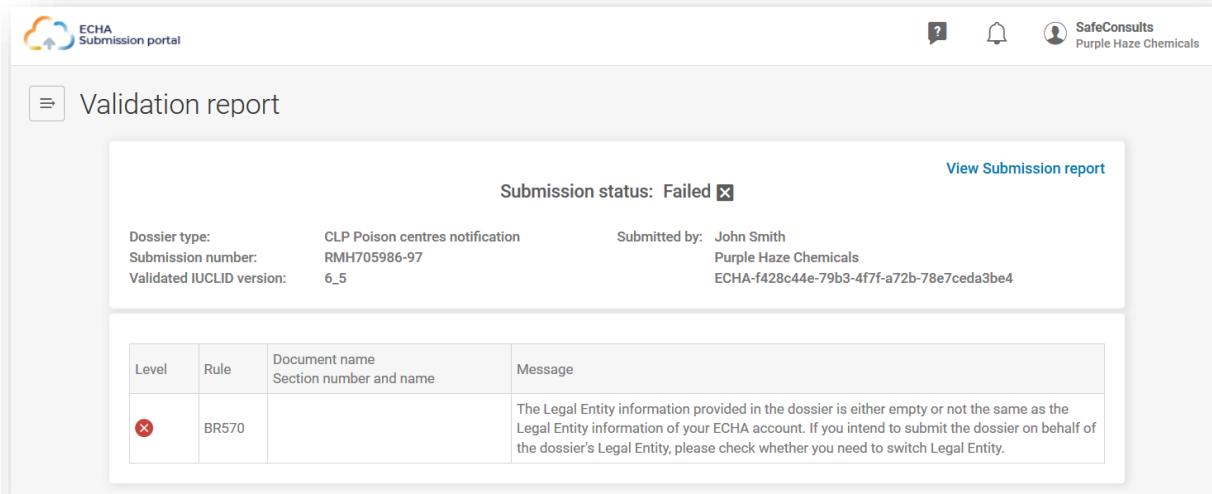 ECHA
Submission portal
?
SafeConsults
Purple Haze Chemicals
Validation report
View Submission report
Submission status: Failed
Dossier type: CLP Poison centres notification Submitted by: John Smith
Submission number: RMH705986-97 Purple Haze Chemicals
Validated IUCLID version: 6_5 ECHA-f428c44e-79b3-4f7f-a72b-78e7ceda3be4
Level Rule Document name
Section number and name Message
BR570 The Legal Entity information provided in the dossier is either empty or not the same as the
Legal Entity information of your ECHA account. If you intend to submit the dossier on behalf of
the dossier's Legal Entity, please check whether you need to switch Legal Entity.